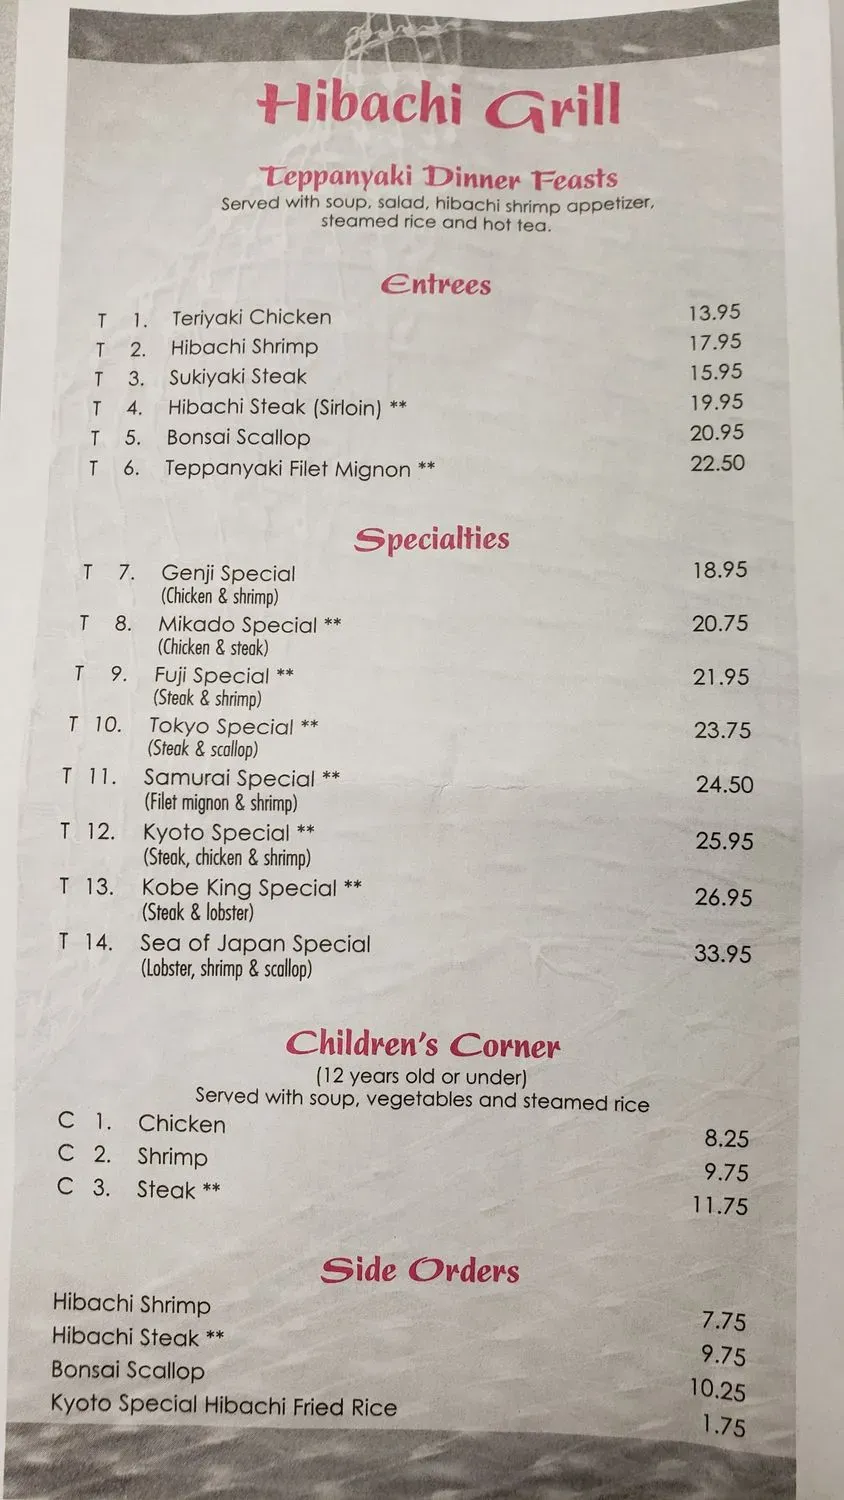 Hibachi Grill
Teppanyaki Dinner Feasts
Served with soup, salad, hibachi shrimp appetizer,
steamed rice and hot tea.
Entrees
T 1. Teriyaki Chicken 13.95
T 2. Hibachi Shrimp 17.95
T 3. Sukiyaki Steak 15.95
T 4. Hibachi Steak (Sirloin) ** 19.95
T 5. Bonsai Scallop 20.95
T 6. Teppanyaki Filet Mignon ** 22.50
Specialties
T 7. Genji Special 18.95
(Chicken & shrimp)
T 8. Mikado Special ** 20.75
(Chicken & steak)
T 9. Fuji Special ** 21.95
(Steak & shrimp)
T 10. Tokyo Special ** 23.75
(Steak & scallop)
T 11. Samurai Special ** 24.50
(Filet mignon & shrimp)
T 12. Kyoto Special ** 25.95
(Steak, chicken & shrimp)
T 13. Kobe King Special ** 26.95
(Steak & lobster)
T 14. Sea of Japan Special 33.95
(Lobster, shrimp & scallop)
Children's Corner
(12 years old or under)
Served with soup, vegetables and steamed rice
C 1. Chicken 8.25
C 2. Shrimp 9.75
C 3. Steak ** 11.75
Side Orders
Hibachi Shrimp 7.75
Hibachi Steak ** 9.75
Bonsai Scallop 10.25
Kyoto Special Hibachi Fried Rice 1.75